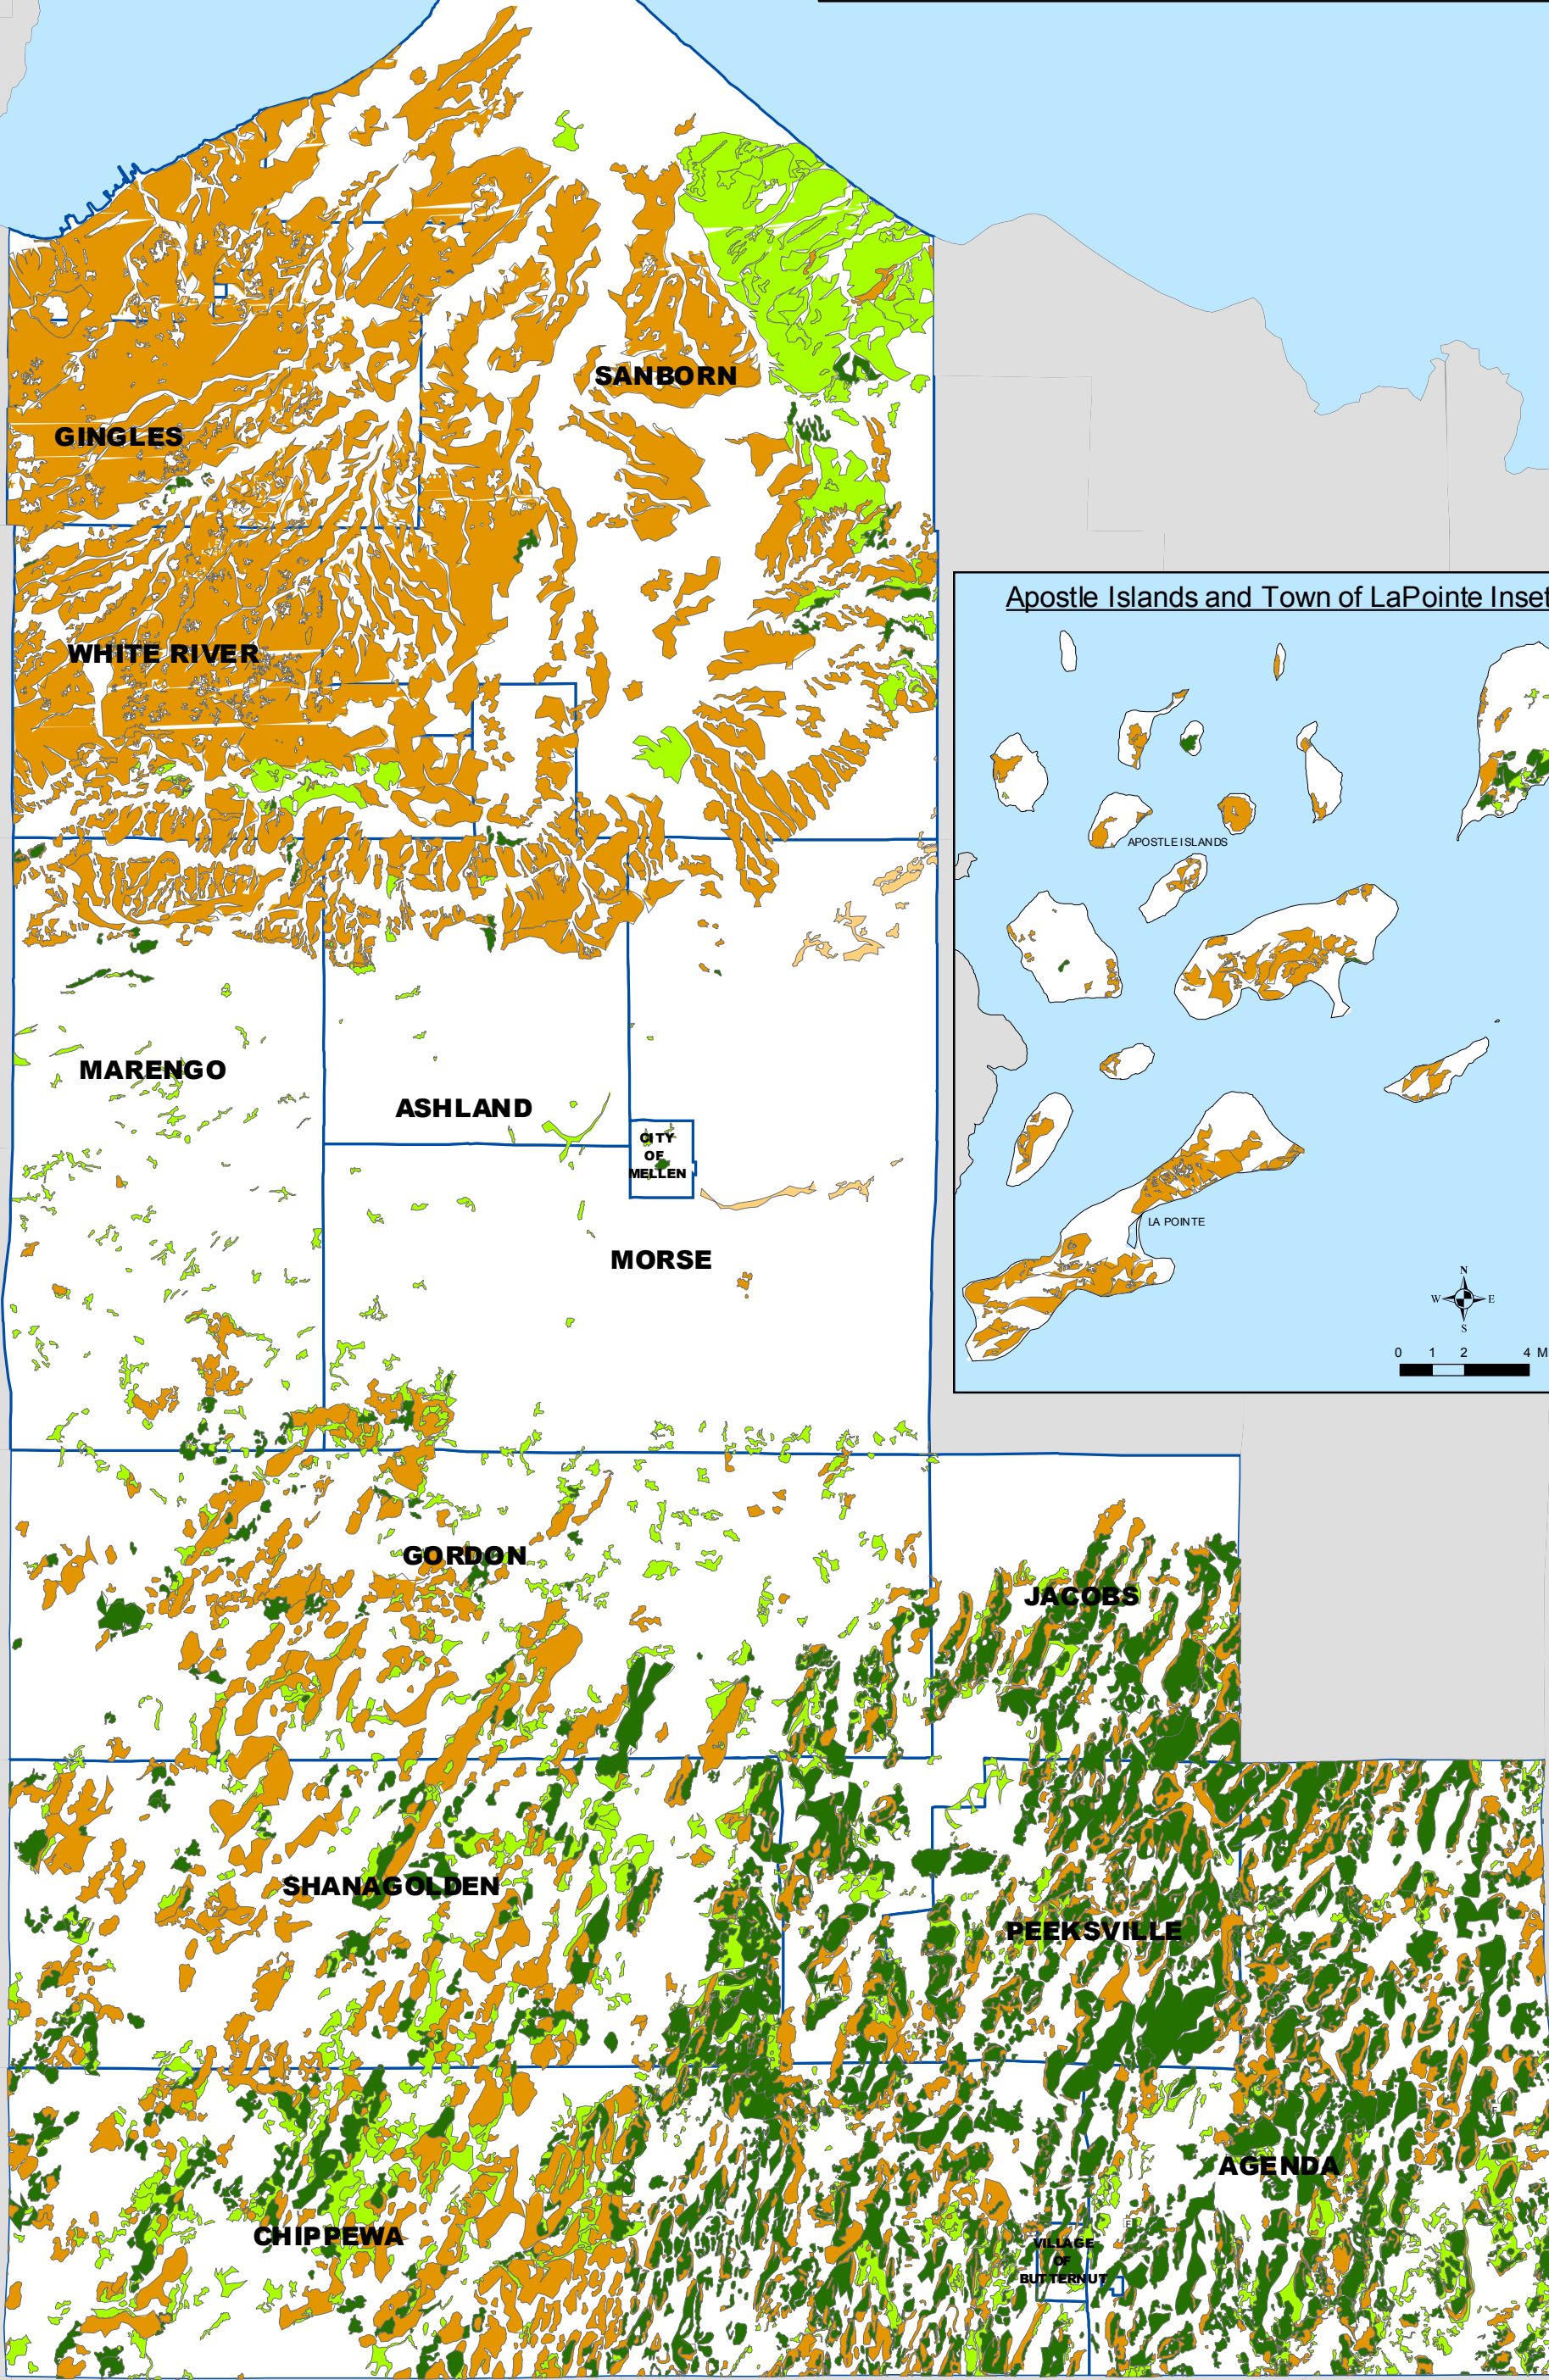 SANBORN
GINGLES
Apostle Islands and Town of LaPointe Inset
WHITE RIVER
APOSTLE ISLANDS
MARENGO
ASHLAND
CITY
OF
MELLEN
LA POINTE
MORSE
N
W E
S
0 1 2 4 M
GORDON
JACOBS
SHANAGOLDEN
PEEKSVILLE
AGENDA
CHIPPEWA
VILLAGE
OF
BUTTERNUT